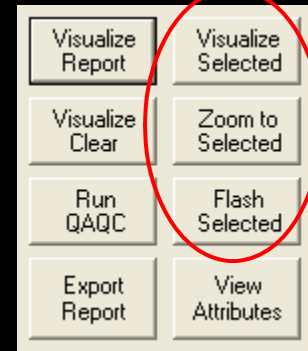 Visualize
Report
Visualize
Selected
Visualize
Clear
Zoom to
Selected
Run
QAQC
Flash
Selected
Export
Report
View
Attributes